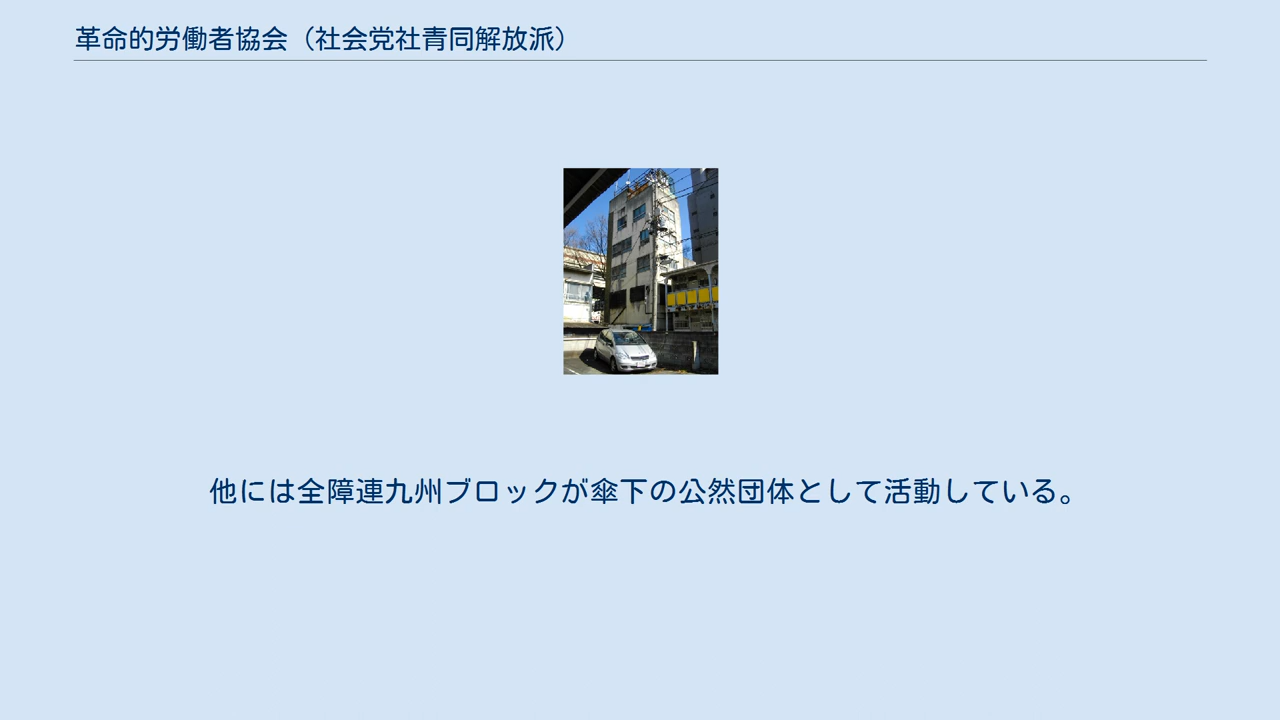 革命的労働者協会（社会党社青同解放派）
他には全障連九州ブロックが傘下の公然団体として活動している。